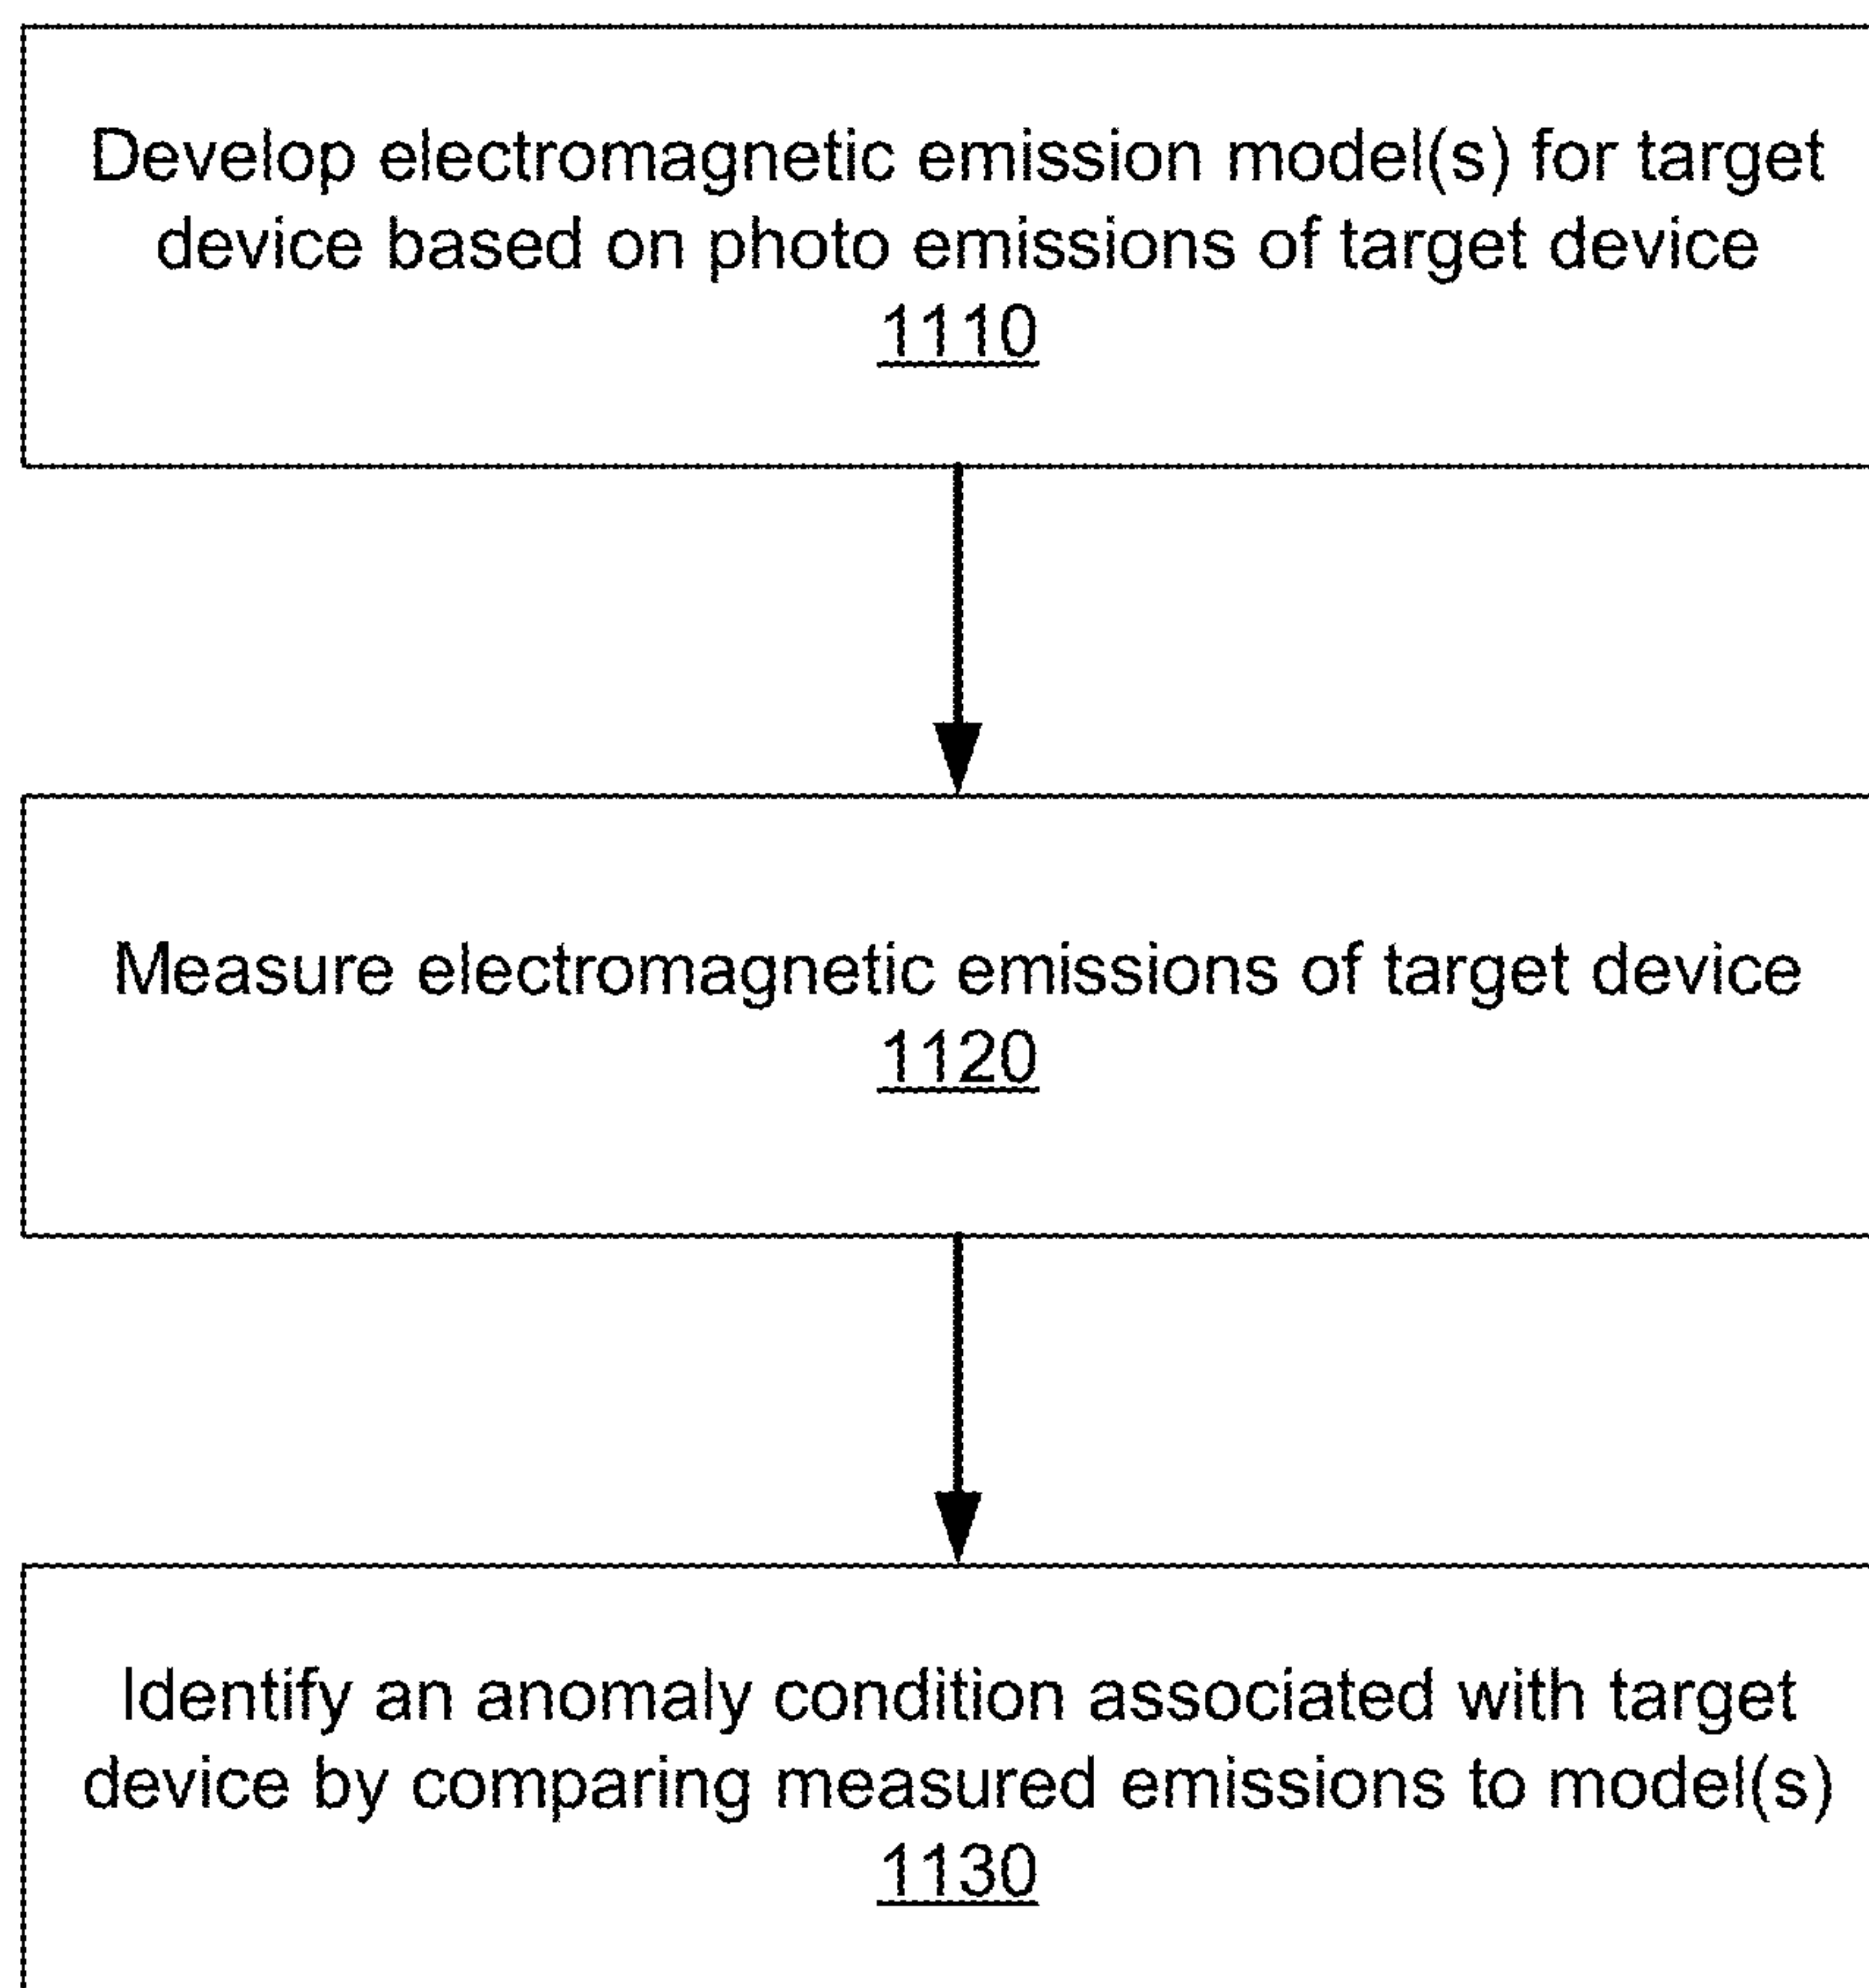 Develop electromagnetic emission model(s) for target
device based on photo emissions of target device
1110
Measure electromagnetic emissions of target device
1120
Identify an anomaly condition associated with target
device by comparing measured emissions to model(s)
1130